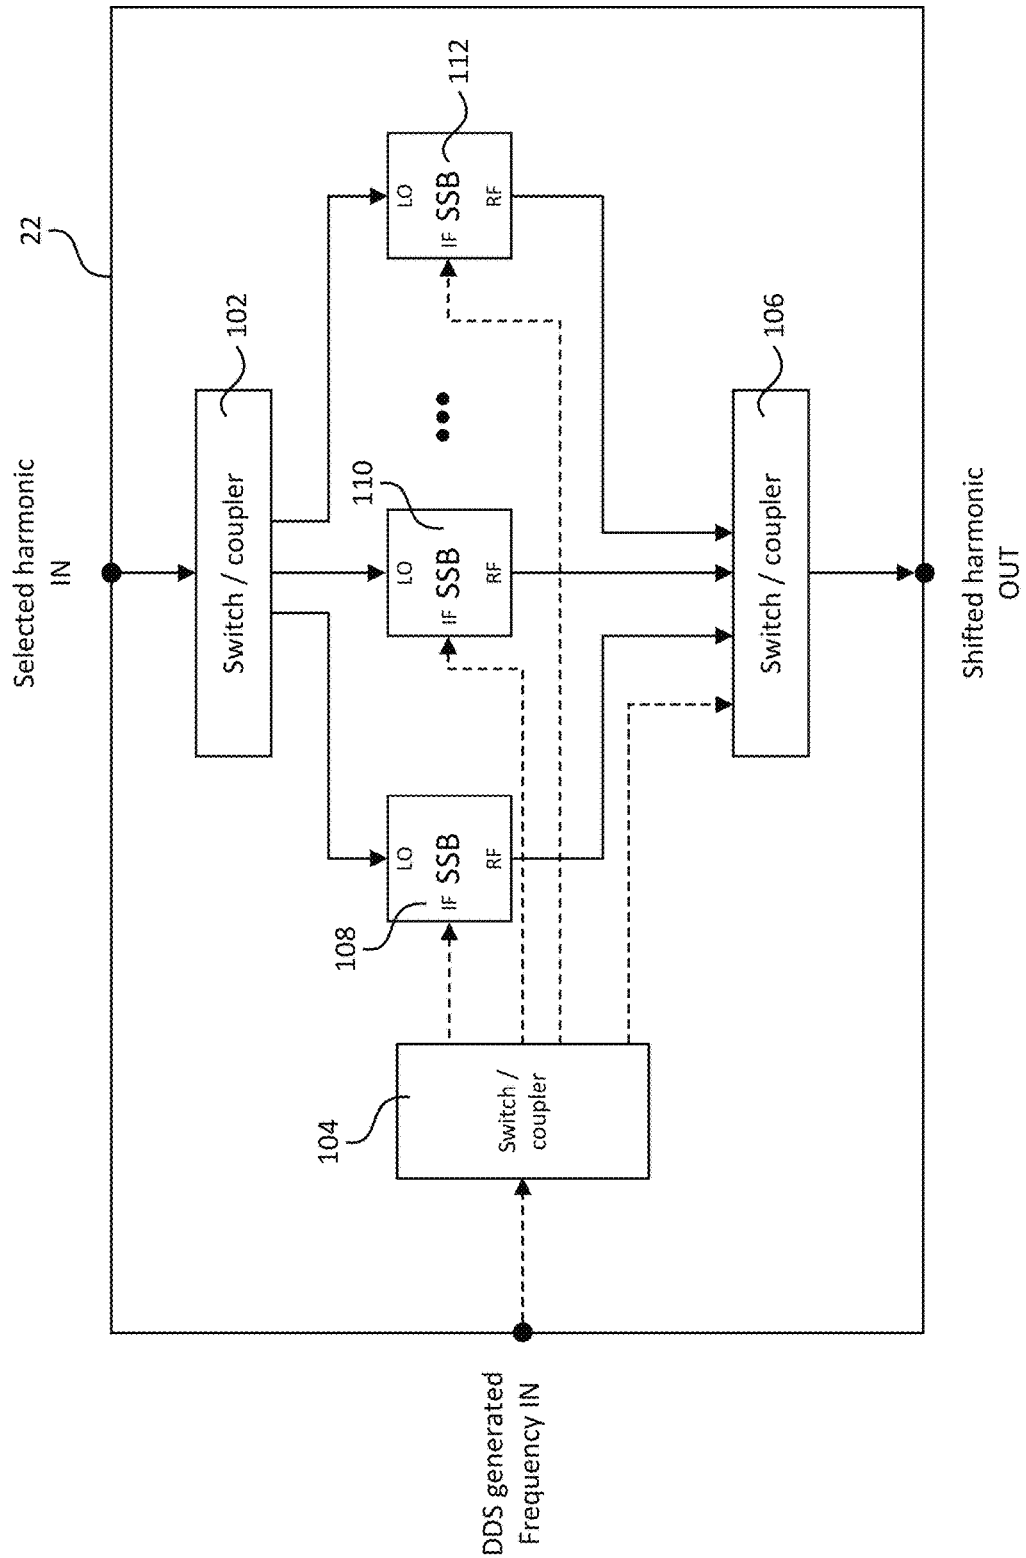 Selected harmonic
IN
22
Switch / coupler
102
LO
IF SSB
RF
108
LO
IF SSB
RF
110
LO
IF SSB
RF
112
Switch /
coupler
104
DDS generated
Frequency IN
Switch / coupler
106
Shifted harmonic
OUT